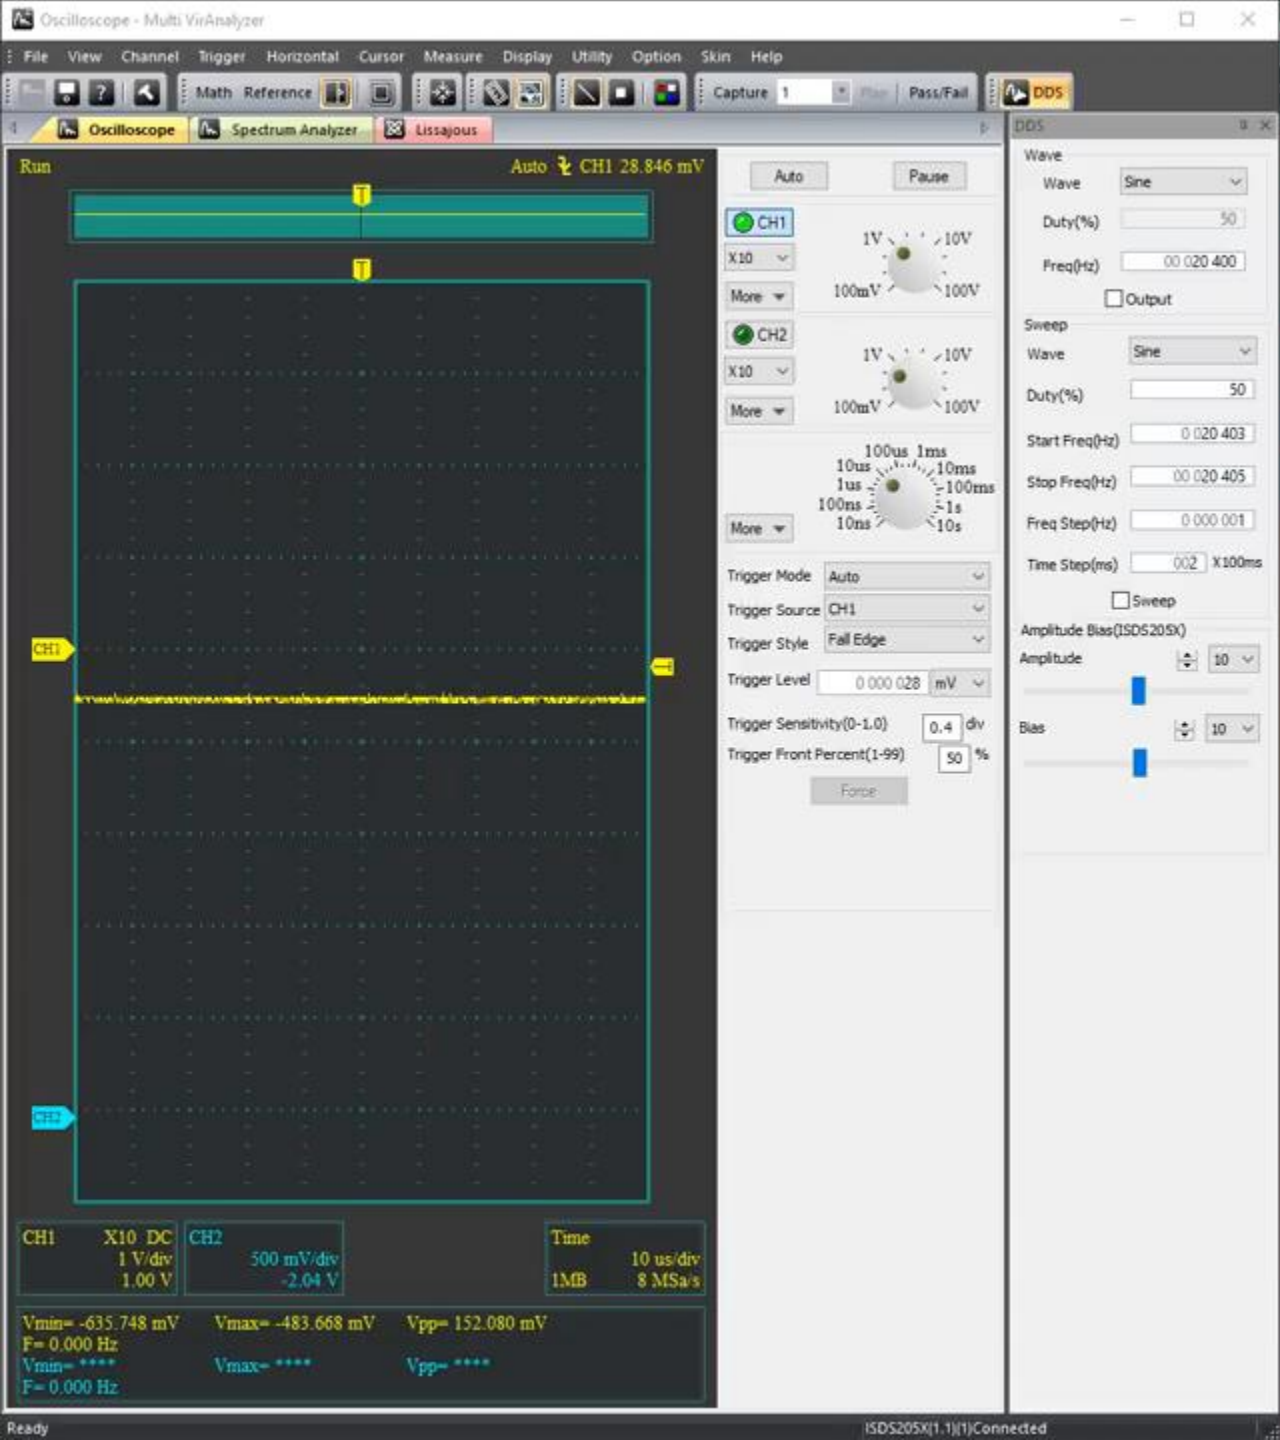 Oscilloscope - Multi VirAnalyzer
File View Channel Trigger Horizontal Cursor Measure Display Utility Option Skin Help
Math Reference Capture 1 Play Pass/Fail DDS
Oscilloscope Spectrum Analyzer Lissajous
Run Auto CH1 28.846 mV
T
T
CH1
CH2
CH1 X10 DC
1 V/div
1.00 V
CH2
500 mV/div
-2.04 V
Time
10 us/div
1MB 8 MSa/s
Vmin= -635.748 mV Vmax= -483.668 mV Vpp= 152.080 mV
F= 0.000 Hz
Vmin= **** Vmax= **** Vpp= ****
F= 0.000 Hz
Auto Pause
CH1
X10
More
1V 10V
100mV 100V
CH2
X10
More
1V 10V
100mV 100V
100us 1ms
10us 10ms
1us 100ms
100ns 1s
10ns 10s
More
Trigger Mode Auto
Trigger Source CH1
Trigger Style Fall Edge
Trigger Level 0 000 028 mV
Trigger Sensitivity(0-1.0) 0.4 div
Trigger Front Percent(1-99) 50 %
Force
DDS
Wave
Wave Sine
Duty(%) 50
Freq(Hz) 00 020 400
Output
Sweep
Wave Sine
Duty(%) 50
Start Freq(Hz) 0 020 403
Stop Freq(Hz) 00 020 405
Freq Step(Hz) 0 000 001
Time Step(ms) 002 X100ms
Sweep
Amplitude Bias(ISDS205X)
Amplitude 10
Bias 10
Ready ISDS205X(1.1)(1)Connected